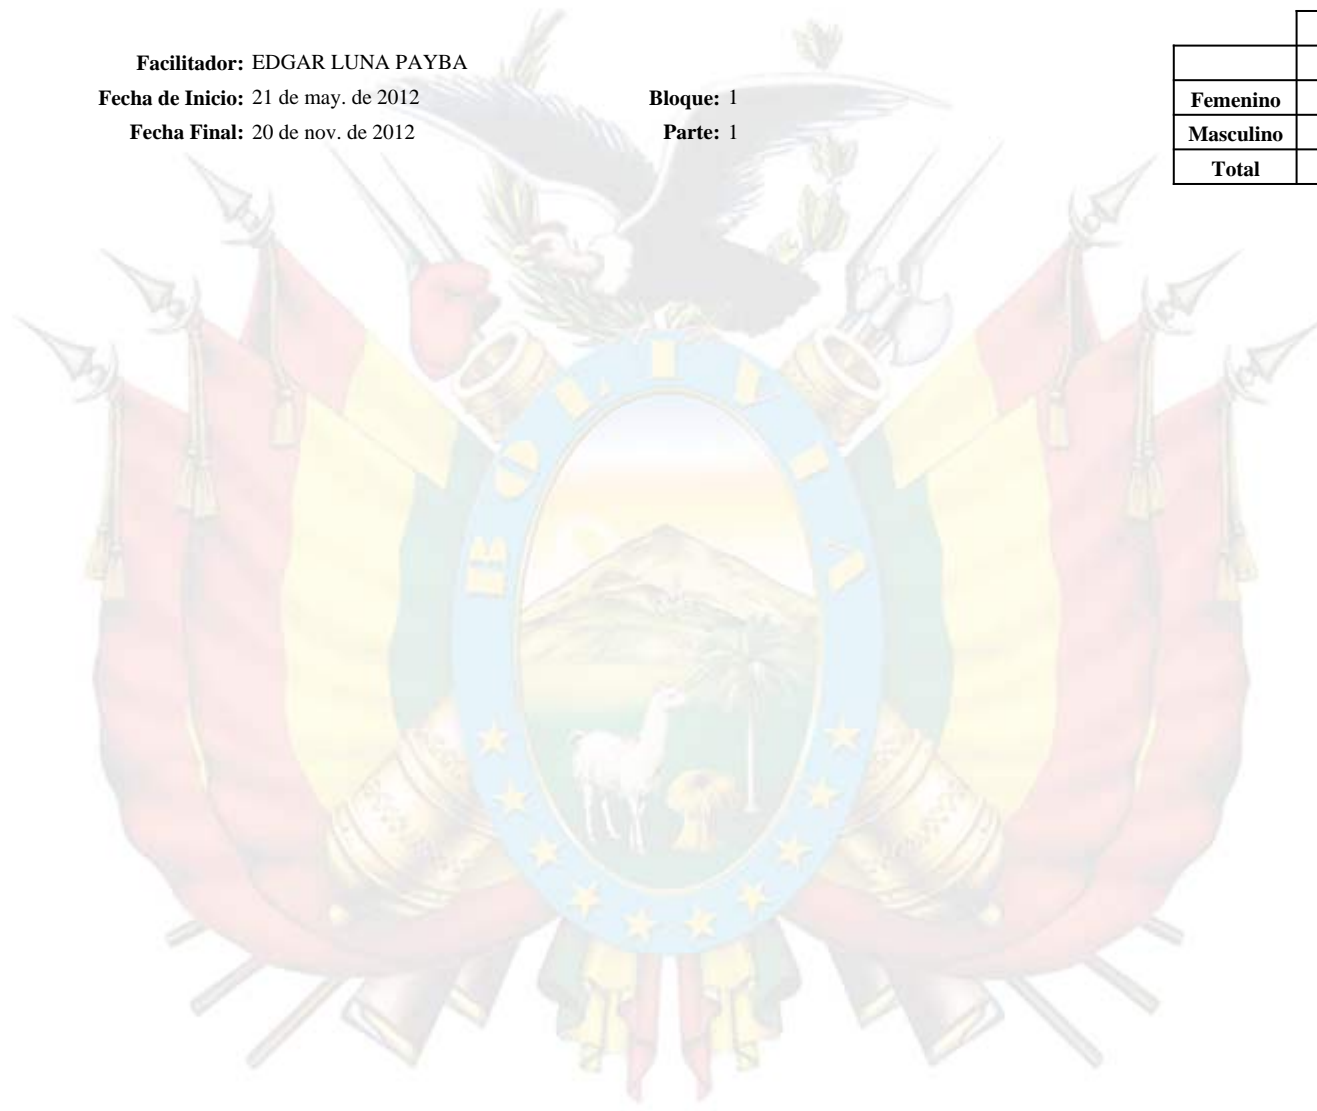 Facilitador: EDGAR LUNA PAYBA
Fecha de Inicio: 21 de may. de 2012 Bloque: 1
Fecha Final: 20 de nov. de 2012 Parte: 1
Femenino
Masculino
Total
BOLIVIA